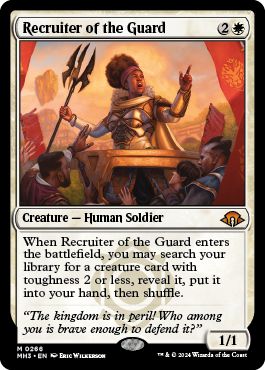 Recruiter of the Guard 2
Creature — Human Soldier
When Recruiter of the Guard enters
the battlefield, you may search your
library for a creature card with
toughness 2 or less, reveal it, put it
into your hand, then shuffle.
“The kingdom is in peril! Who among
you is brave enough to defend it?”
1/1
M 0266
MH3 • EN Eric Wilkerson
™ & © 2024 Wizards of the Coast